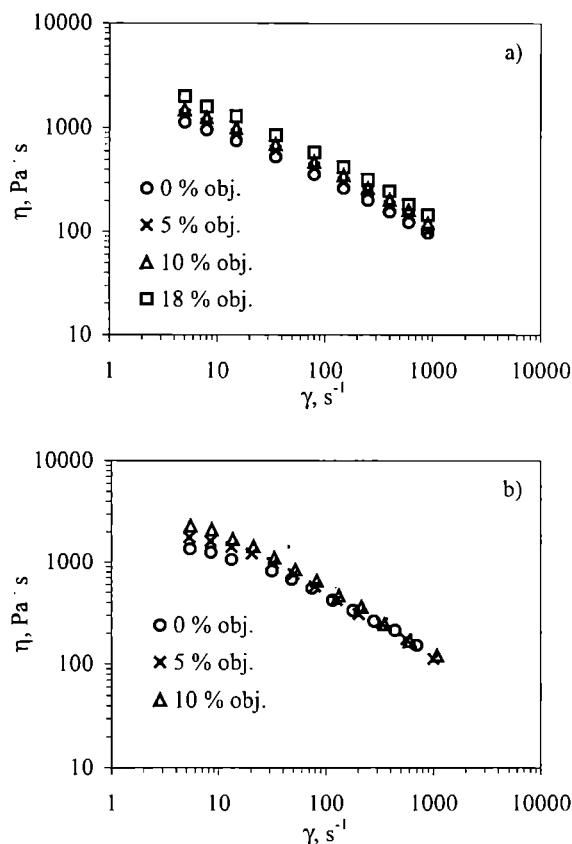 10000
a)
1000
η, Pa · s
○ 0 % obj.
× 5 % obj.
100
△ 10 % obj.
□ 18 % obj.
10
1 10 100 1000 10000
γ, s⁻¹
10000
b)
1000
η, Pa · s
○ 0 % obj.
100
× 5 % obj.
△ 10 % obj.
10
1 10 100 1000 10000
γ, s⁻¹